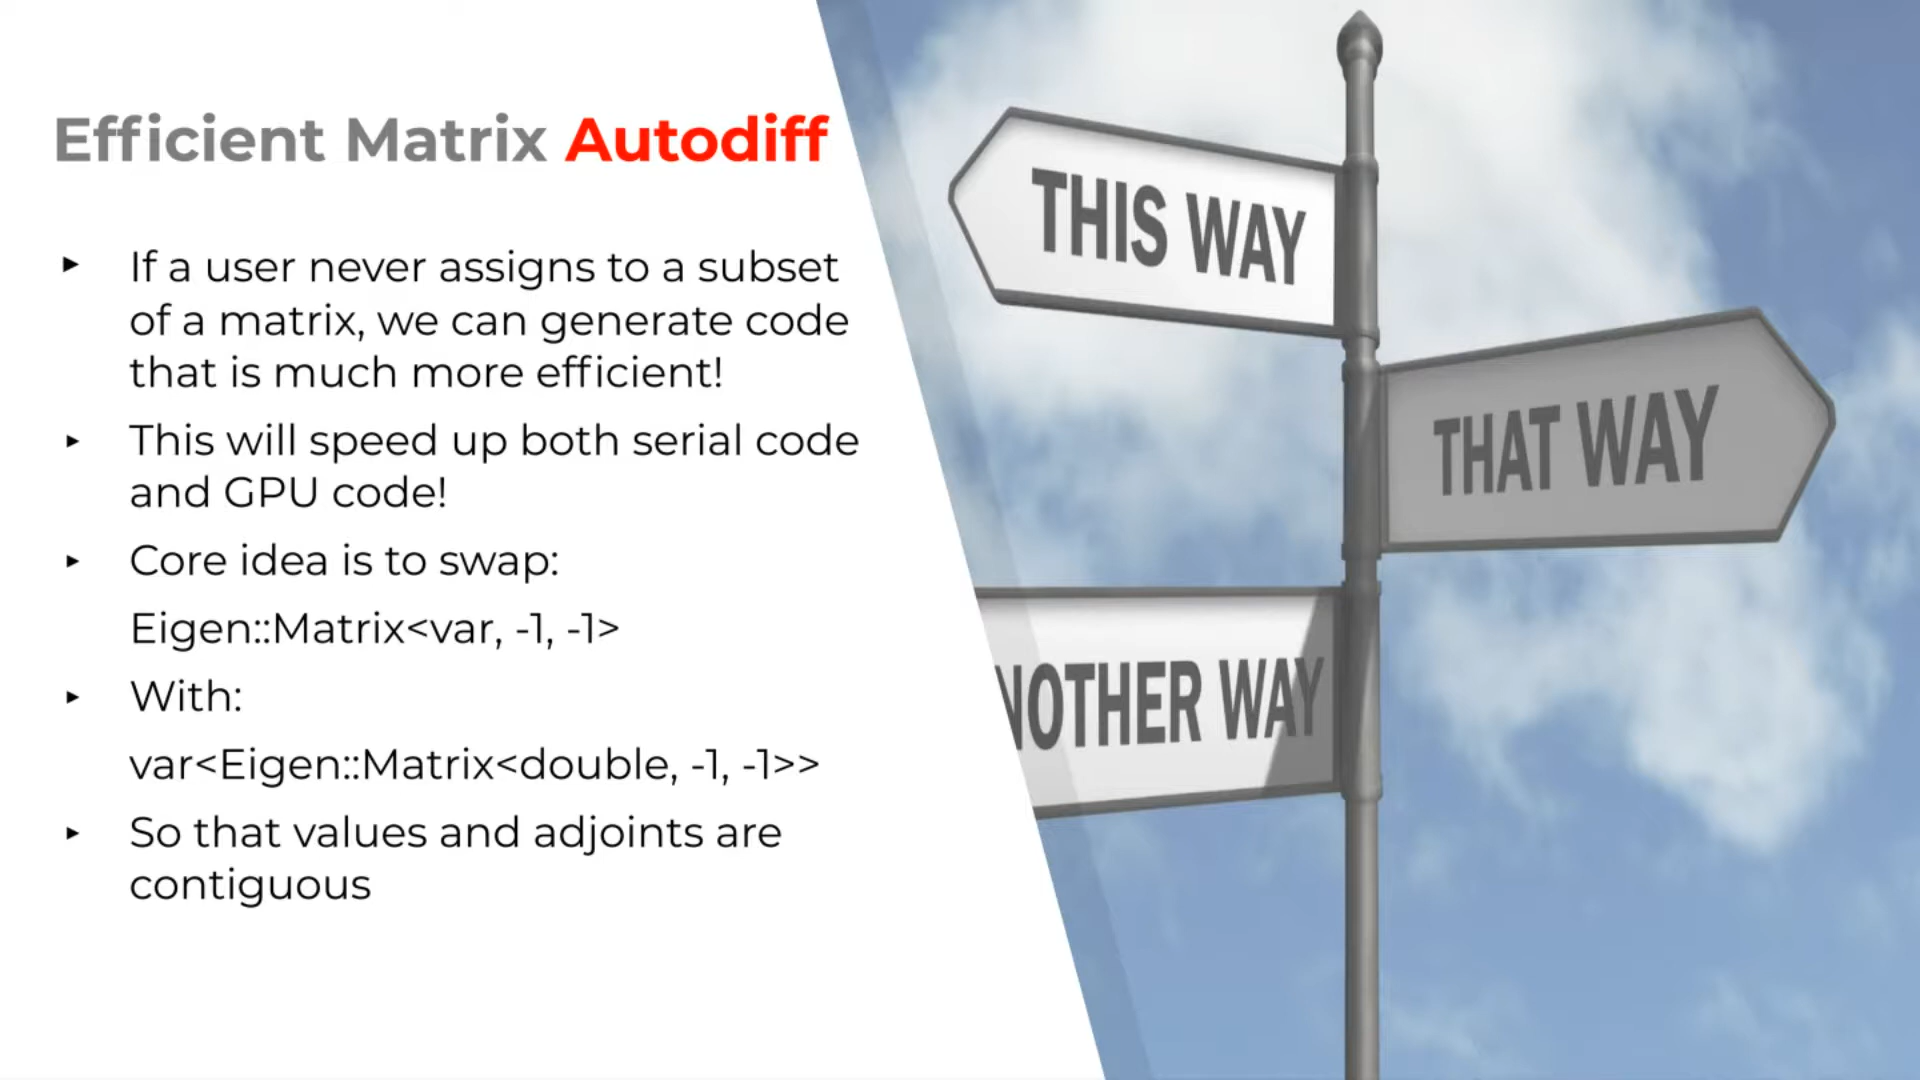 Efficient Matrix Autodiff
If a user never assigns to a subset
of a matrix, we can generate code
that is much more efficient!
This will speed up both serial code
and GPU code!
Core idea is to swap:
Eigen::Matrix<var, -1, -1>
With:
var<Eigen::Matrix<double, -1, -1>>
So that values and adjoints are
contiguous
THIS WAY
THAT WAY
NOTHER WAY